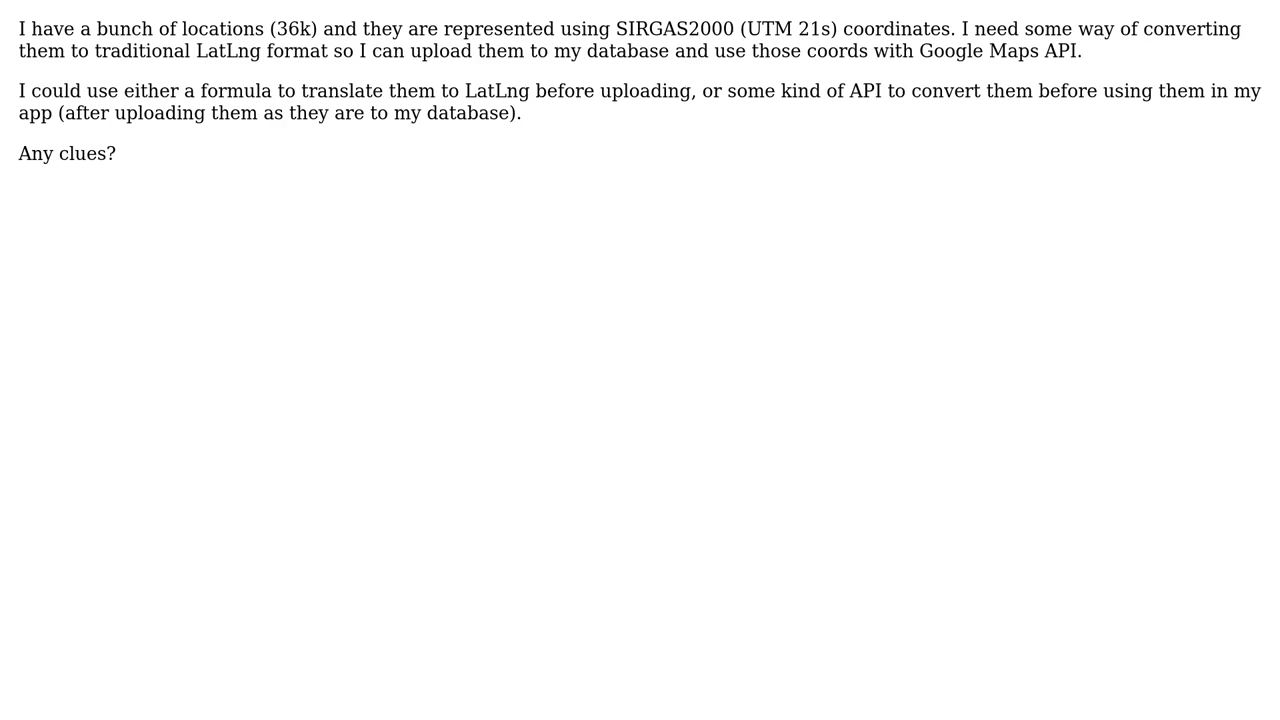 I have a bunch of locations (36k) and they are represented using SIRGAS2000 (UTM 21s) coordinates. I need some way of converting
them to traditional LatLng format so I can upload them to my database and use those coords with Google Maps API.
I could use either a formula to translate them to LatLng before uploading, or some kind of API to convert them before using them in my
app (after uploading them as they are to my database).
Any clues?